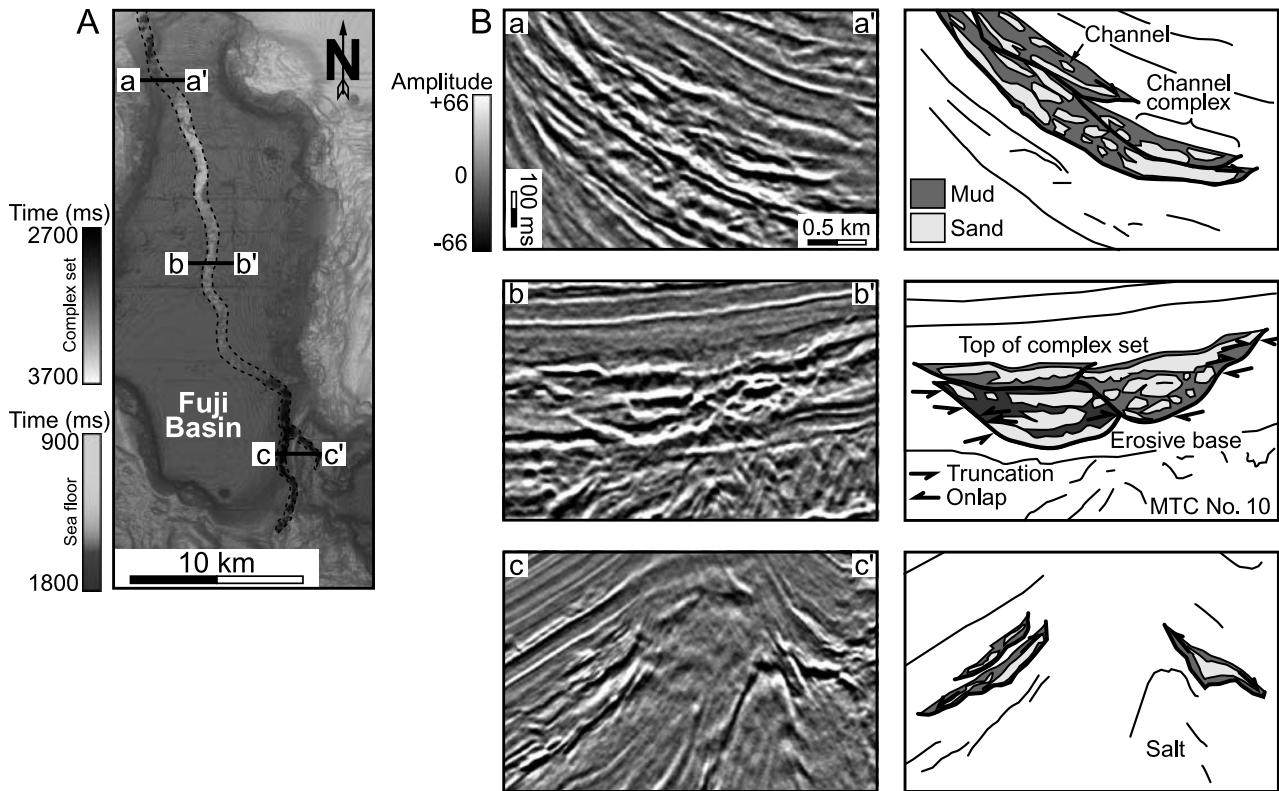 A
N
a
a'
b
b'
Fuji
Basin
c
c'
10 km
Time (ms)
2700
Complex set
3700
Time (ms)
900
Sea floor
1800
B
Amplitude
+66
0
-66
a
a'
100 ms
0.5 km
Channel
Channel
complex
Mud
Sand
b
b'
Top of complex set
Erosive base
Truncation
Onlap
MTC No. 10
c
c'
Salt